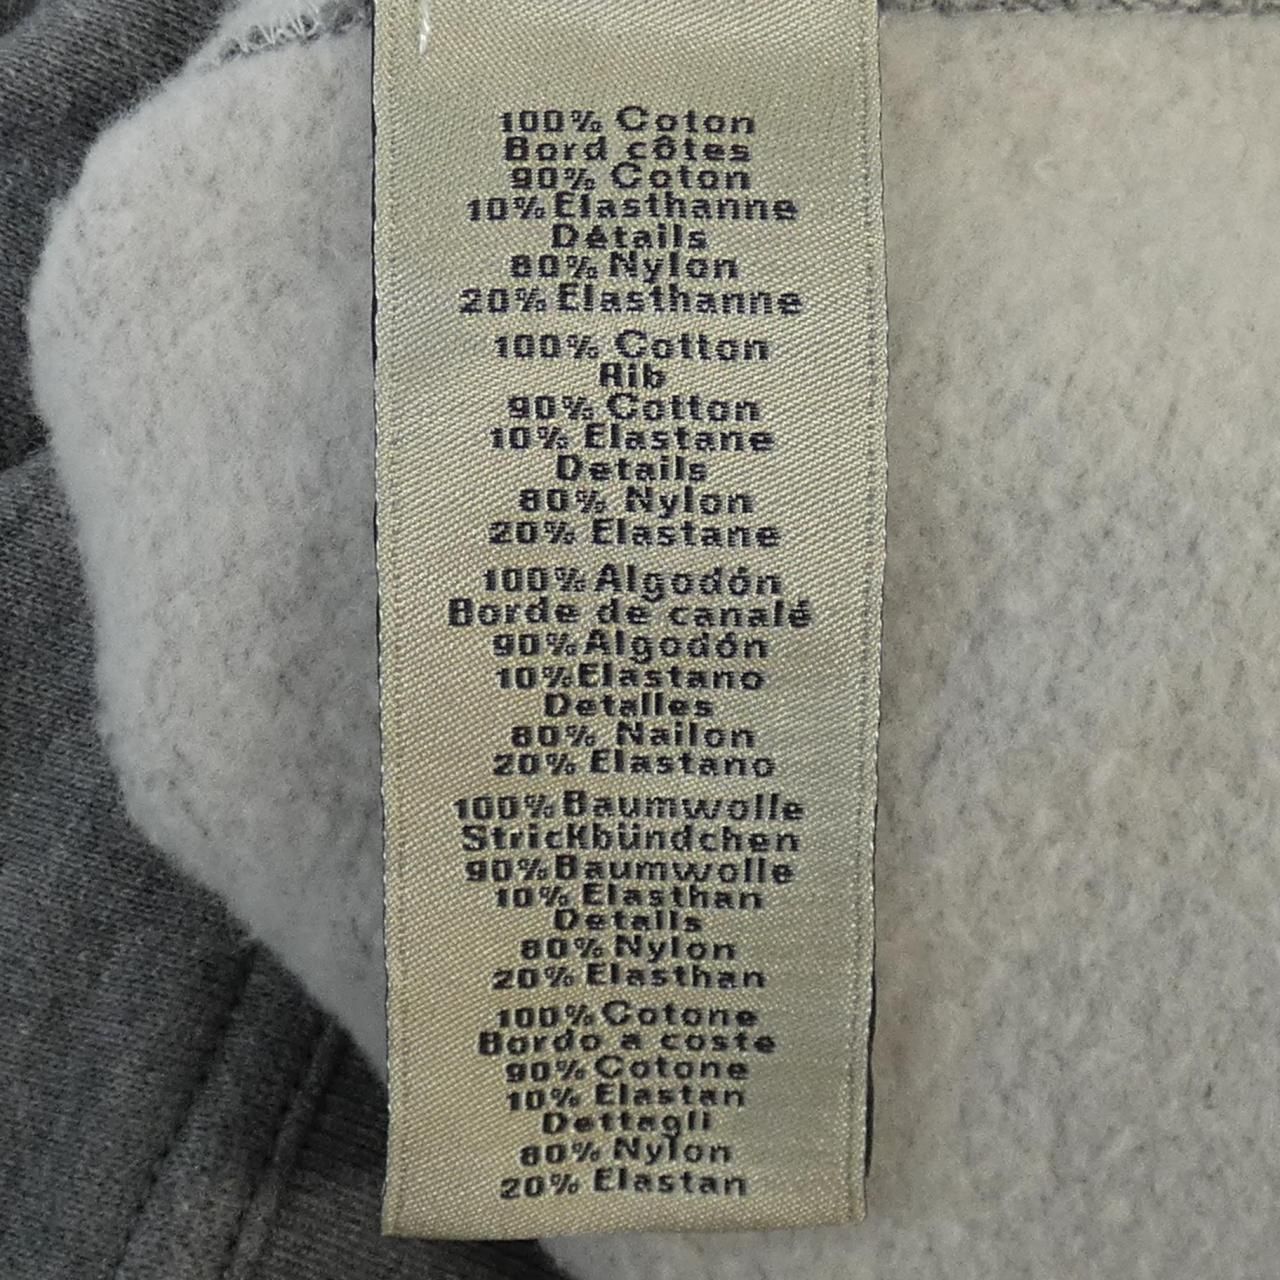 100% Coton
Bord côtes
90% Coton
10% Elasthanne
Détails
80% Nylon
20% Elasthanne
100% Cotton
Rib
90% Cotton
10% Elastane
Details
80% Nylon
20% Elastane
100% Algodón
Borde de canalé
90% Algodón
10% Elastano
Detalles
80% Nailon
20% Elastano
100% Baumwolle
Strickbündchen
90% Baumwolle
10% Elasthan
Details
80% Nylon
20% Elasthan
100% Cotone
Bordo a coste
90% Cotone
10% Elastan
Dettagli
80% Nylon
20% Elastan